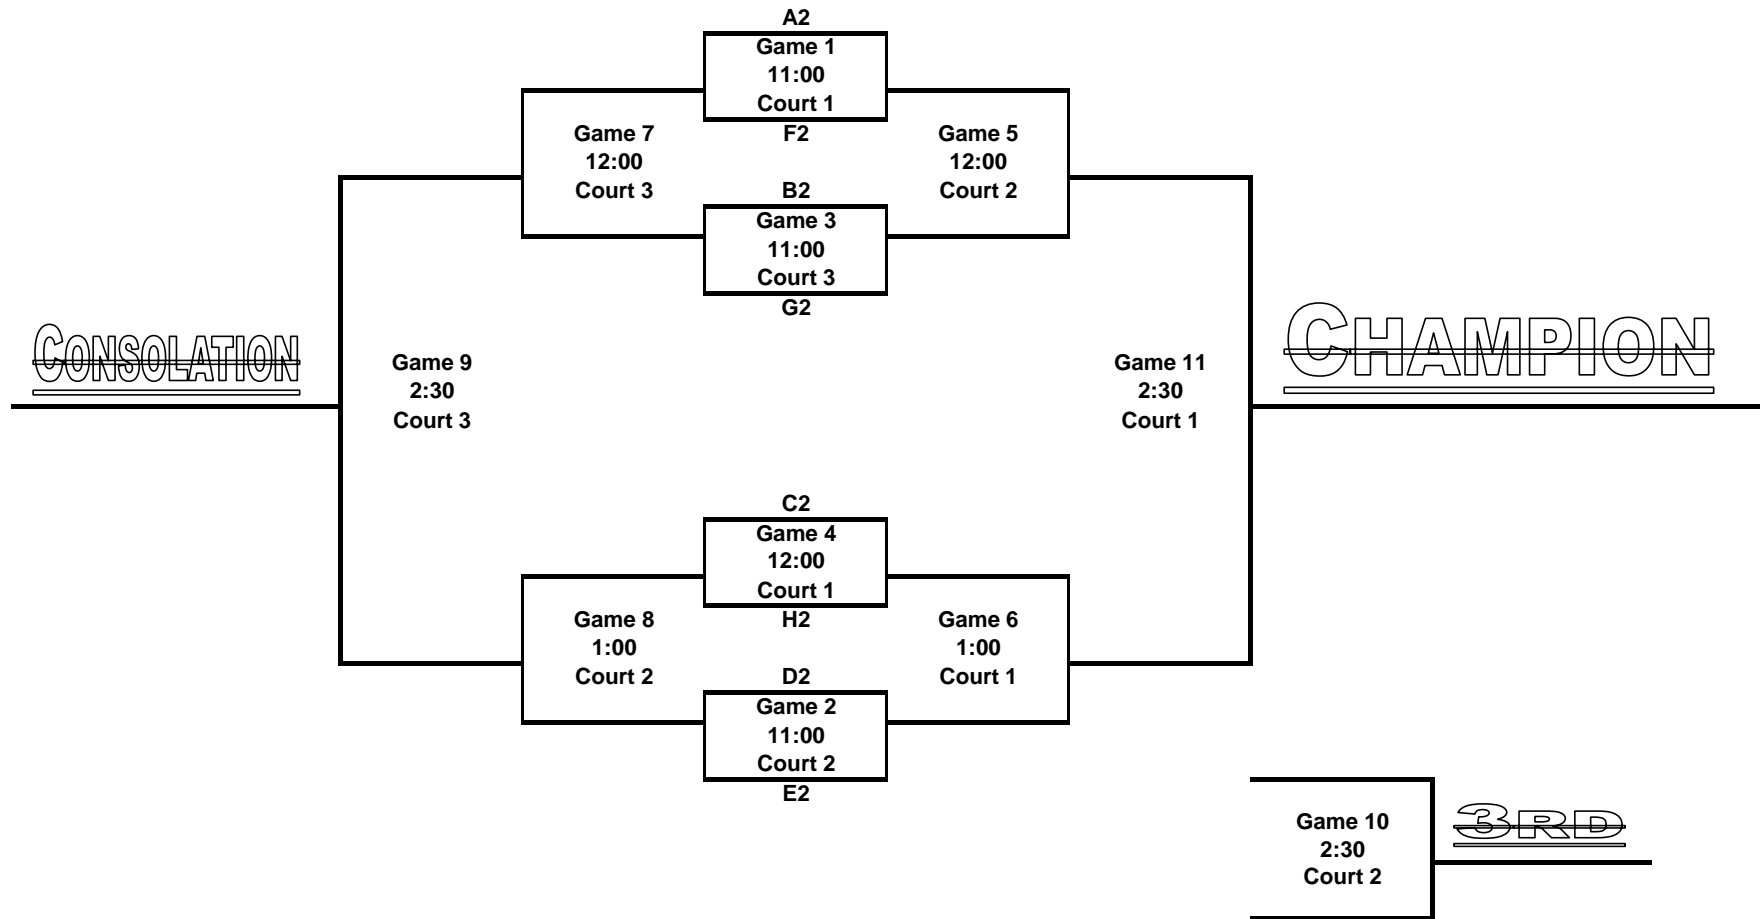 A2
Game 1
11:00
Court 1
F2
Game 7
12:00
Court 3
Game 5
12:00
Court 2
B2
Game 3
11:00
Court 3
G2
CONSOLATION
Game 9
2:30
Court 3
Game 11
2:30
Court 1
CHAMPION
C2
Game 4
12:00
Court 1
H2
Game 8
1:00
Court 2
Game 6
1:00
Court 1
D2
Game 2
11:00
Court 2
E2
Game 10
2:30
Court 2
3RD